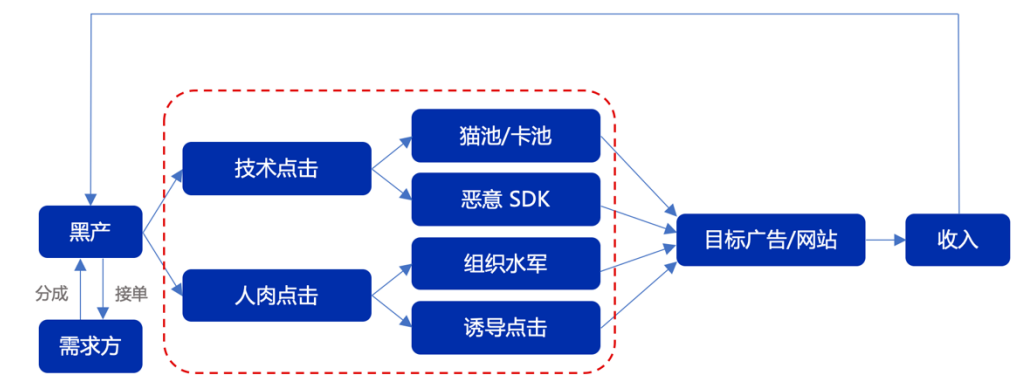 猫池/卡池
技术点击
恶意 SDK
黑产
目标广告/网站
收入
组织水军
分成
接单
人肉点击
诱导点击
需求方